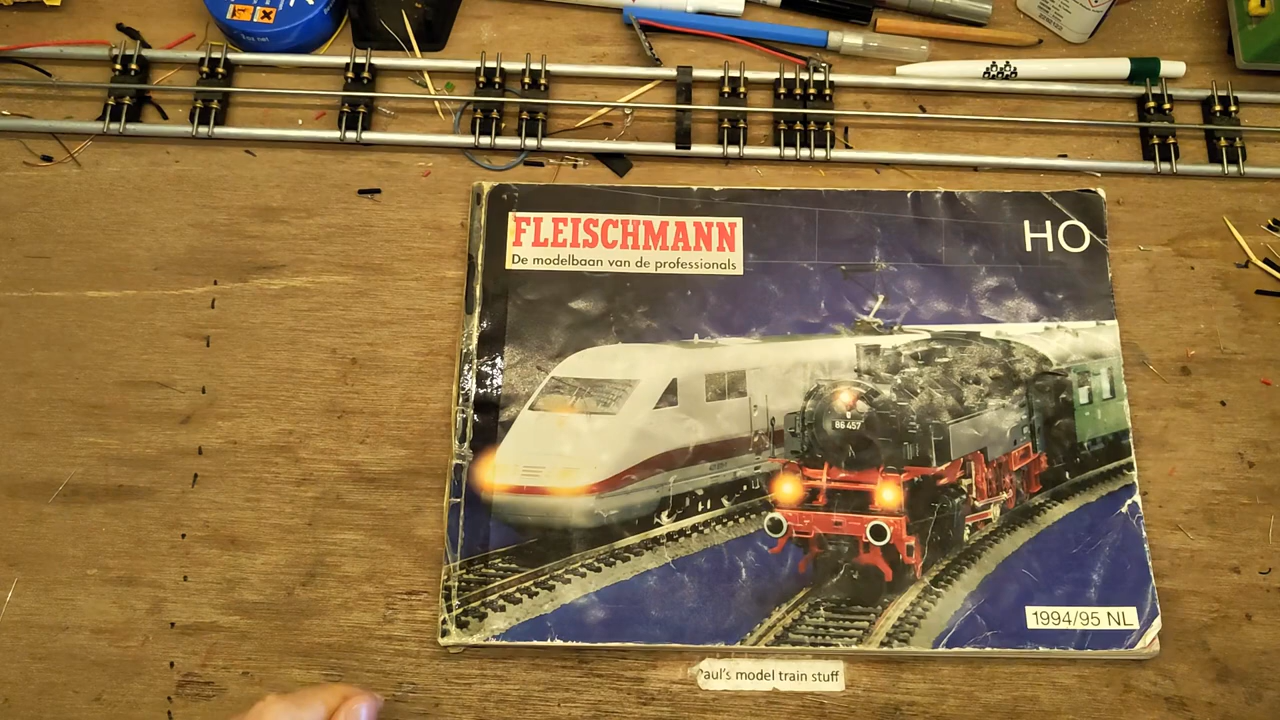 FLEISCHMANN
De modelbaan van de professionals
HO
86 457
1994/95 NL
Paul's model train stuff